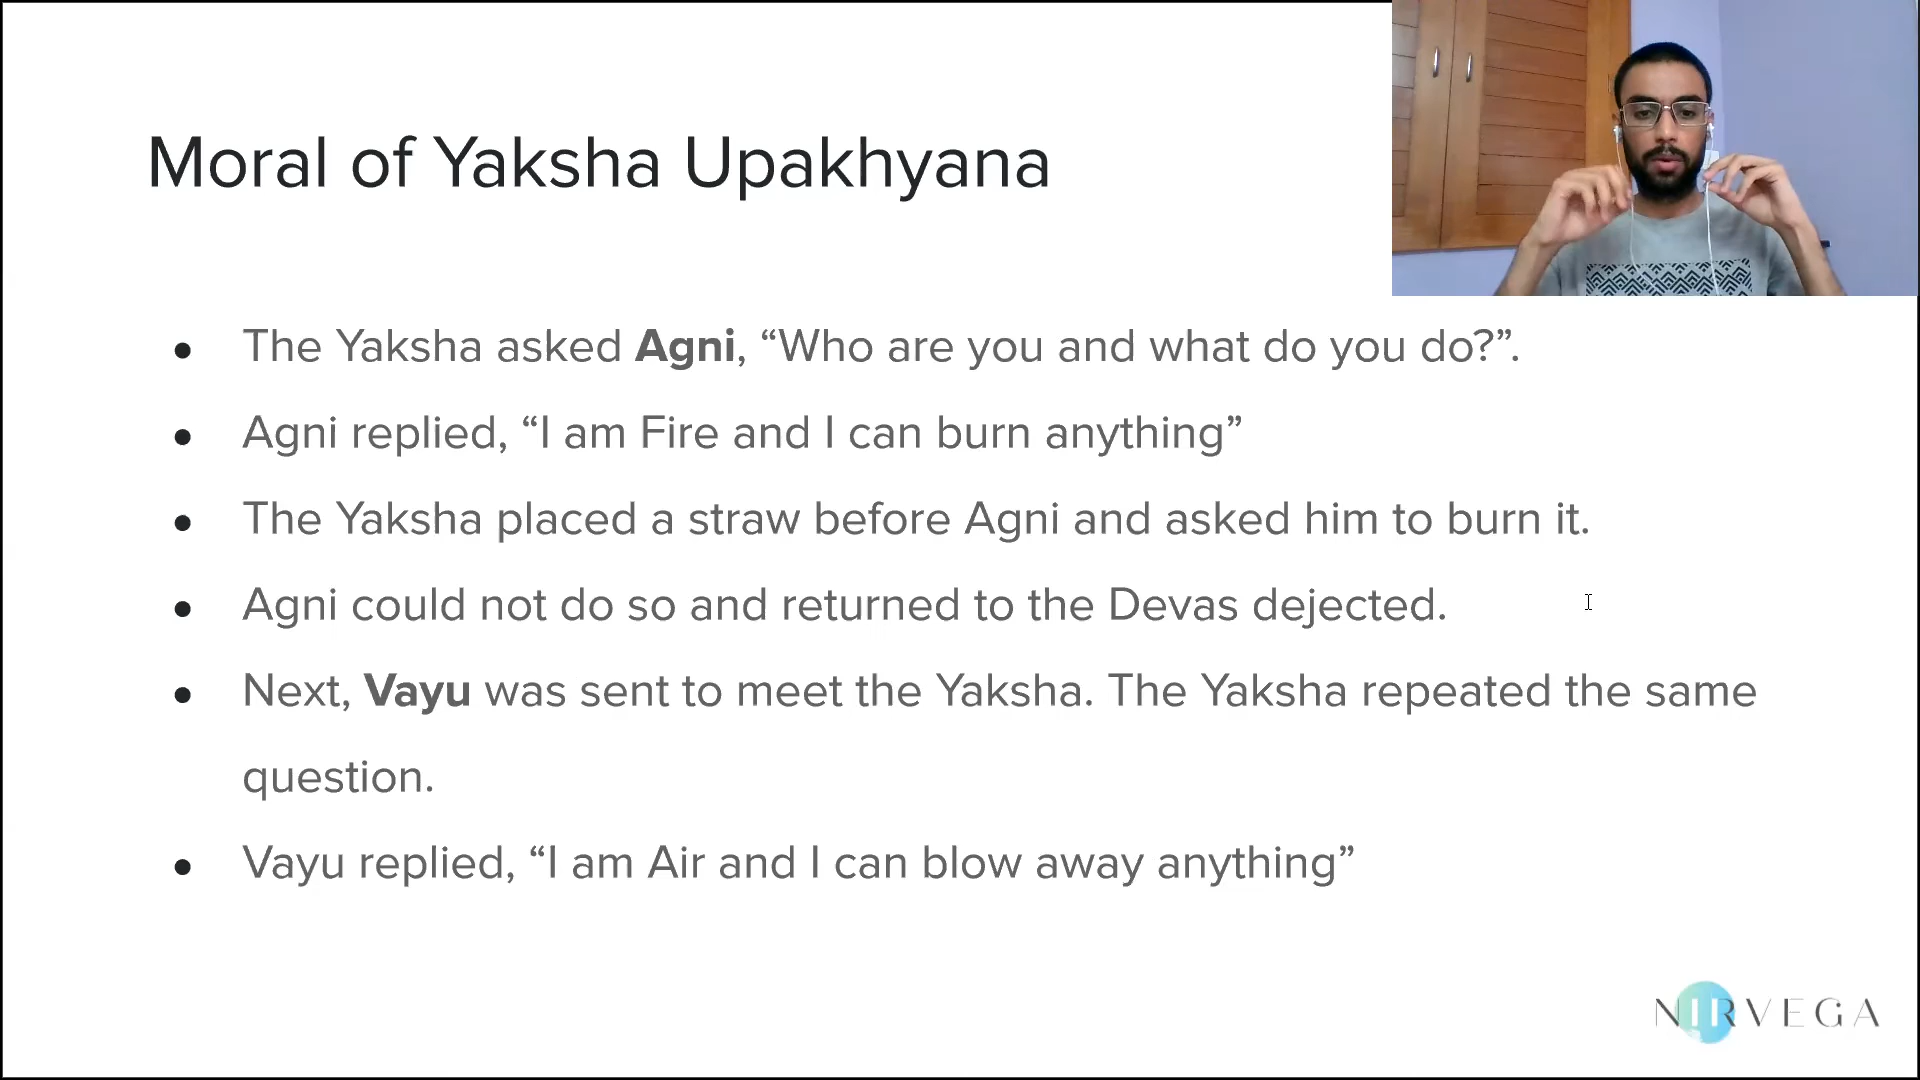 Moral of Yaksha Upakhyana
● The Yaksha asked Agni, “Who are you and what do you do?”.
● Agni replied, “I am Fire and I can burn anything”
● The Yaksha placed a straw before Agni and asked him to burn it.
● Agni could not do so and returned to the Devas dejected.
● Next, Vayu was sent to meet the Yaksha. The Yaksha repeated the same
question.
● Vayu replied, “I am Air and I can blow away anything”
NIRVEGA